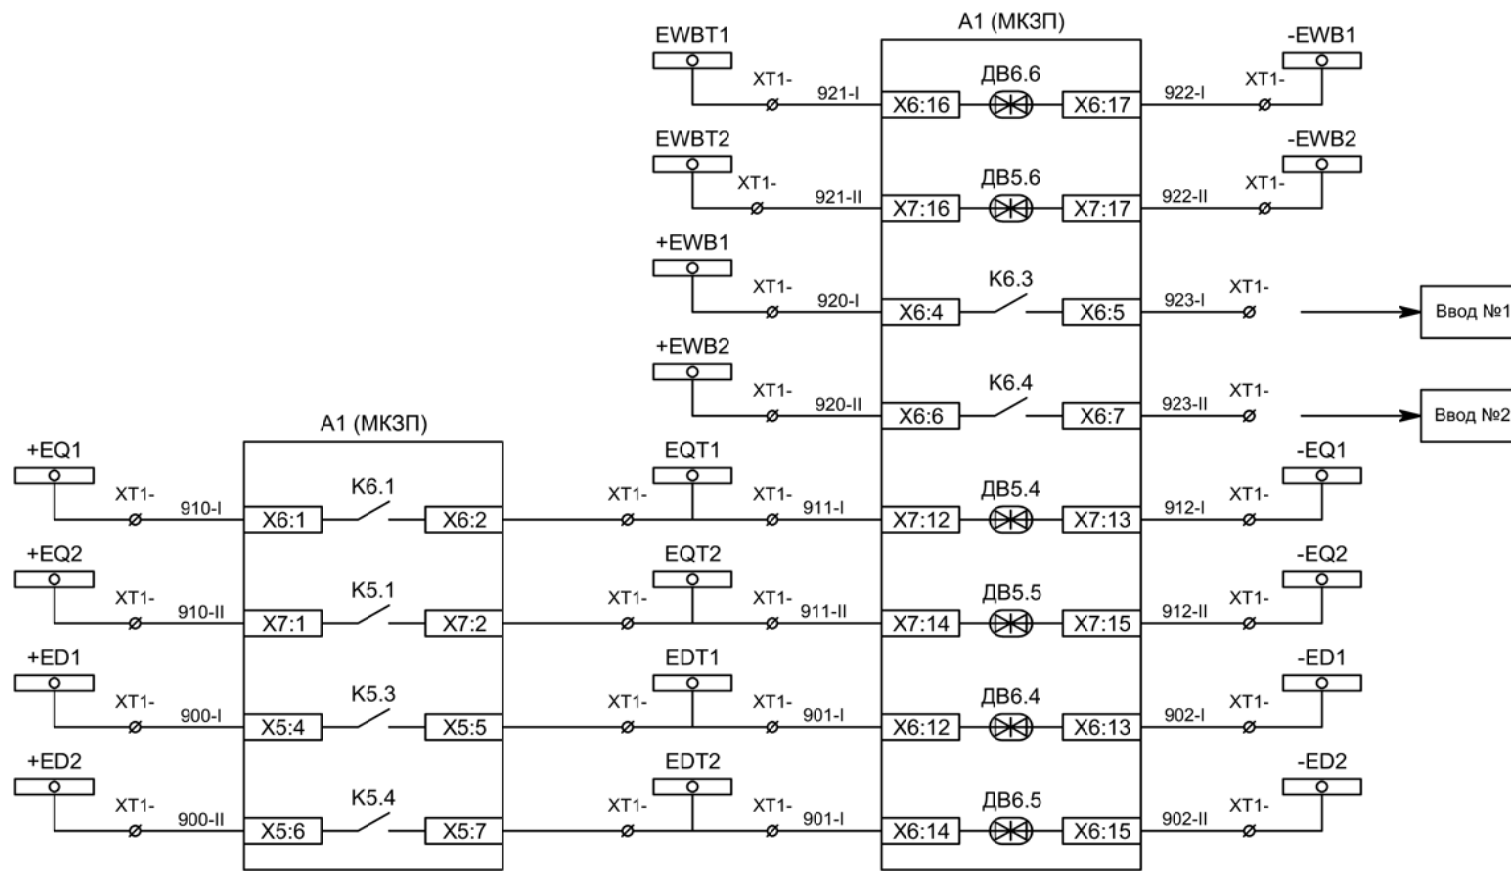 A1 (МКЗП)
EWBT1
-EWB1
XT1-
921-I
X6:16
ДВ6.6
X6:17
922-I
XT1-
EWBT2
-EWB2
XT1-
921-II
X7:16
ДВ5.6
X7:17
922-II
XT1-
+EWB1
XT1-
920-I
X6:4
K6.3
X6:5
923-I
XT1-
Ввод №1
+EWB2
XT1-
920-II
X6:6
K6.4
X6:7
923-II
XT1-
Ввод №2
A1 (МКЗП)
+EQ1
XT1-
910-I
X6:1
K6.1
X6:2
XT1-
EQT1
XT1-
911-I
X7:12
ДВ5.4
X7:13
912-I
XT1-
-EQ1
+EQ2
XT1-
910-II
X7:1
K5.1
X7:2
XT1-
EQT2
XT1-
911-II
X7:14
ДВ5.5
X7:15
912-II
XT1-
-EQ2
+ED1
XT1-
900-I
X5:4
K5.3
X5:5
XT1-
EDT1
XT1-
901-I
X6:12
ДВ6.4
X6:13
902-I
XT1-
-ED1
+ED2
XT1-
900-II
X5:6
K5.4
X5:7
XT1-
EDT2
XT1-
901-I
X6:14
ДВ6.5
X6:15
902-II
XT1-
-ED2